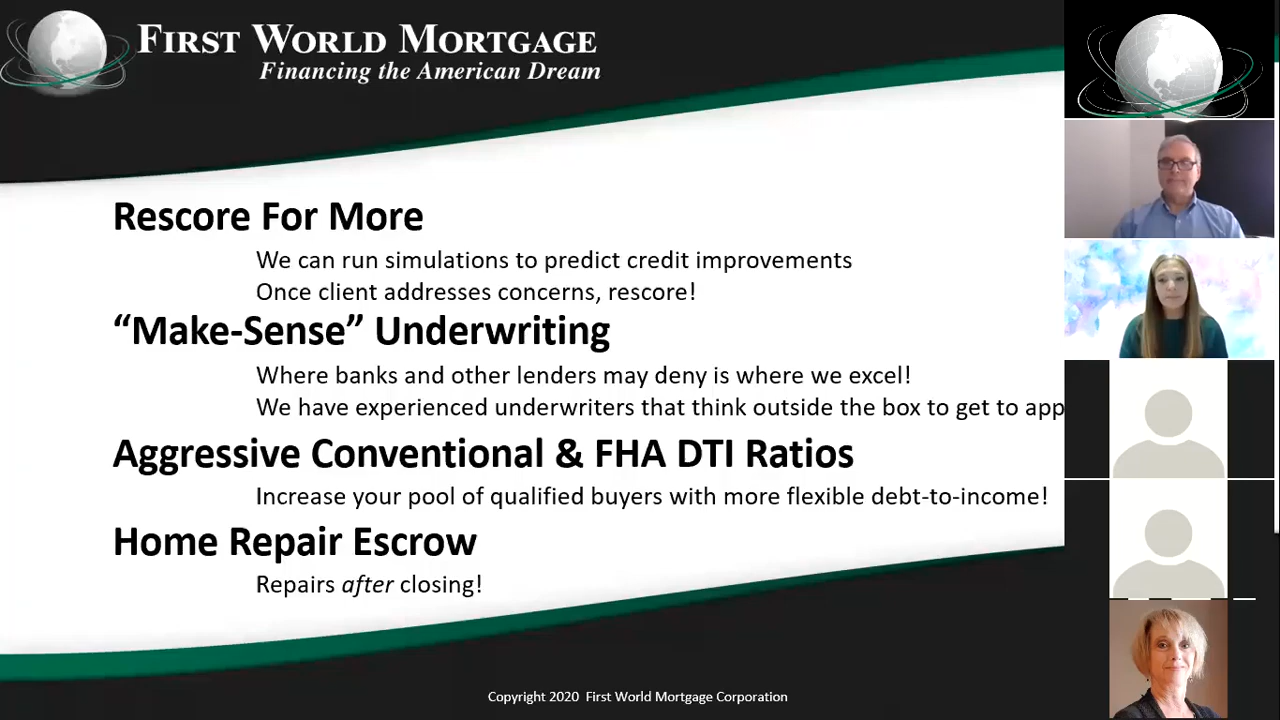 FIRST WORLD MORTGAGE
Financing the American Dream
Rescore For More
We can run simulations to predict credit improvements
Once client addresses concerns, rescore!
“Make-Sense” Underwriting
Where banks and other lenders may deny is where we excel!
We have experienced underwriters that think outside the box to get to app
Aggressive Conventional & FHA DTI Ratios
Increase your pool of qualified buyers with more flexible debt-to-income!
Home Repair Escrow
Repairs after closing!
Copyright 2020 First World Mortgage Corporation